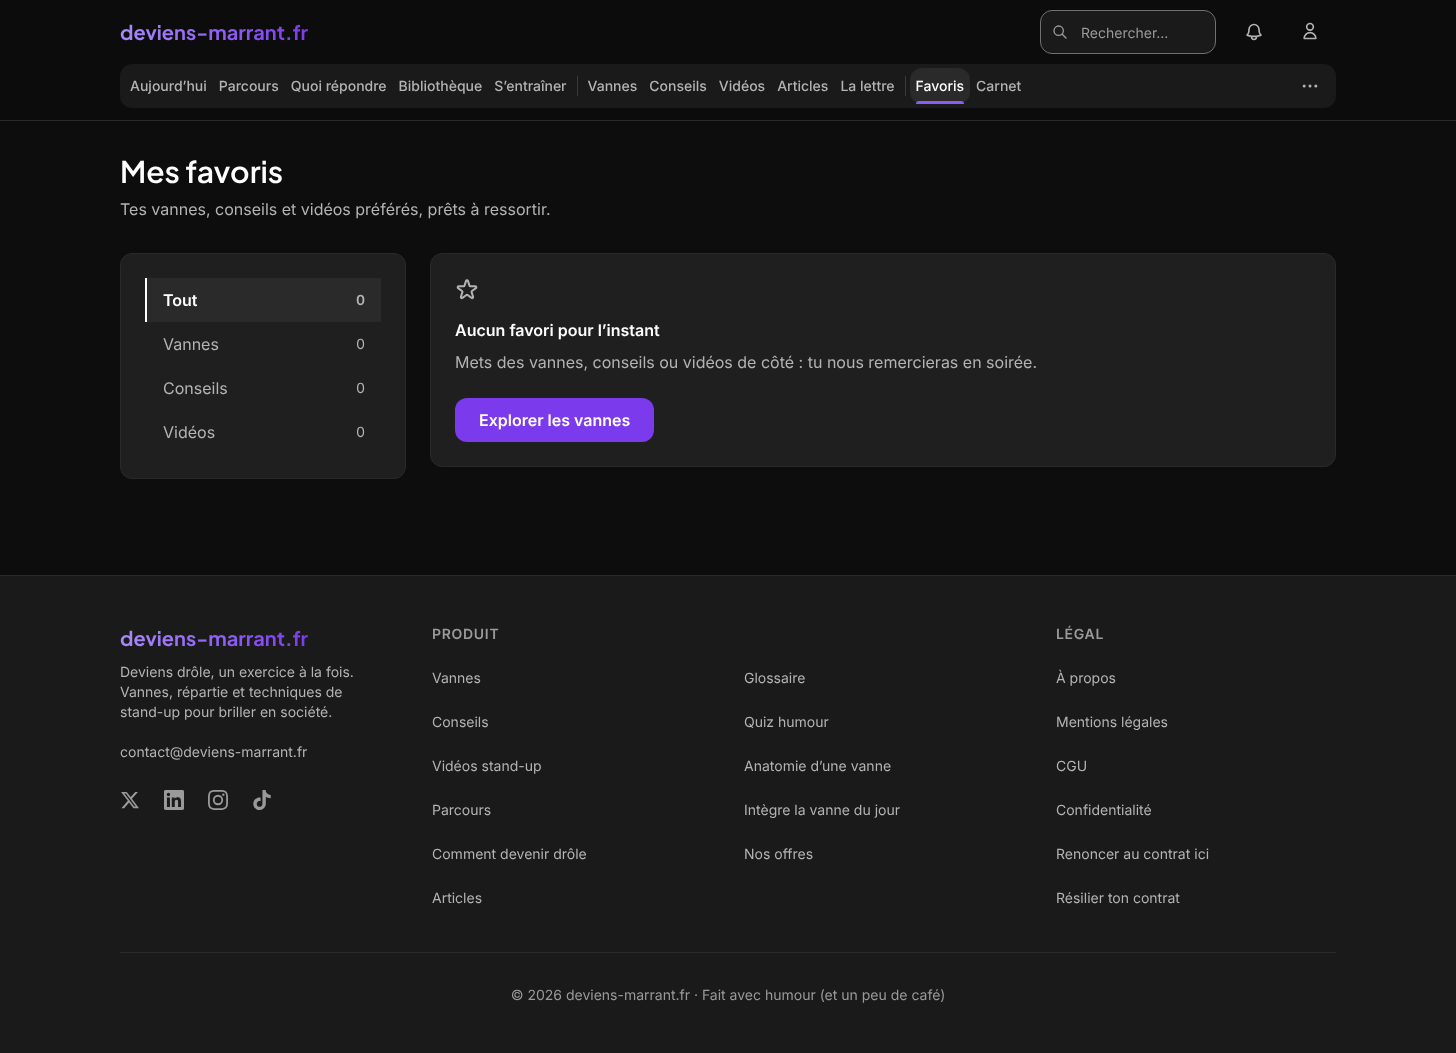 deviens-marrant.fr
Rechercher...
Aujourd’hui Parcours Quoi répondre Bibliothèque S’entraîner Vannes Conseils Vidéos Articles La lettre Favoris Carnet
Mes favoris
Tes vannes, conseils et vidéos préférés, prêts à ressortir.
Tout 0
Vannes 0
Conseils 0
Vidéos 0
Aucun favori pour l’instant
Mets des vannes, conseils ou vidéos de côté : tu nous remercieras en soirée.
Explorer les vannes
deviens-marrant.fr
Deviens drôle, un exercice à la fois.
Vannes, répartie et techniques de
stand-up pour briller en société.
contact@deviens-marrant.fr
PRODUIT
Vannes
Conseils
Vidéos stand-up
Parcours
Comment devenir drôle
Articles
Glossaire
Quiz humour
Anatomie d’une vanne
Intègre la vanne du jour
Nos offres
LÉGAL
À propos
Mentions légales
CGU
Confidentialité
Renoncer au contrat ici
Résilier ton contrat
© 2026 deviens-marrant.fr · Fait avec humour (et un peu de café)